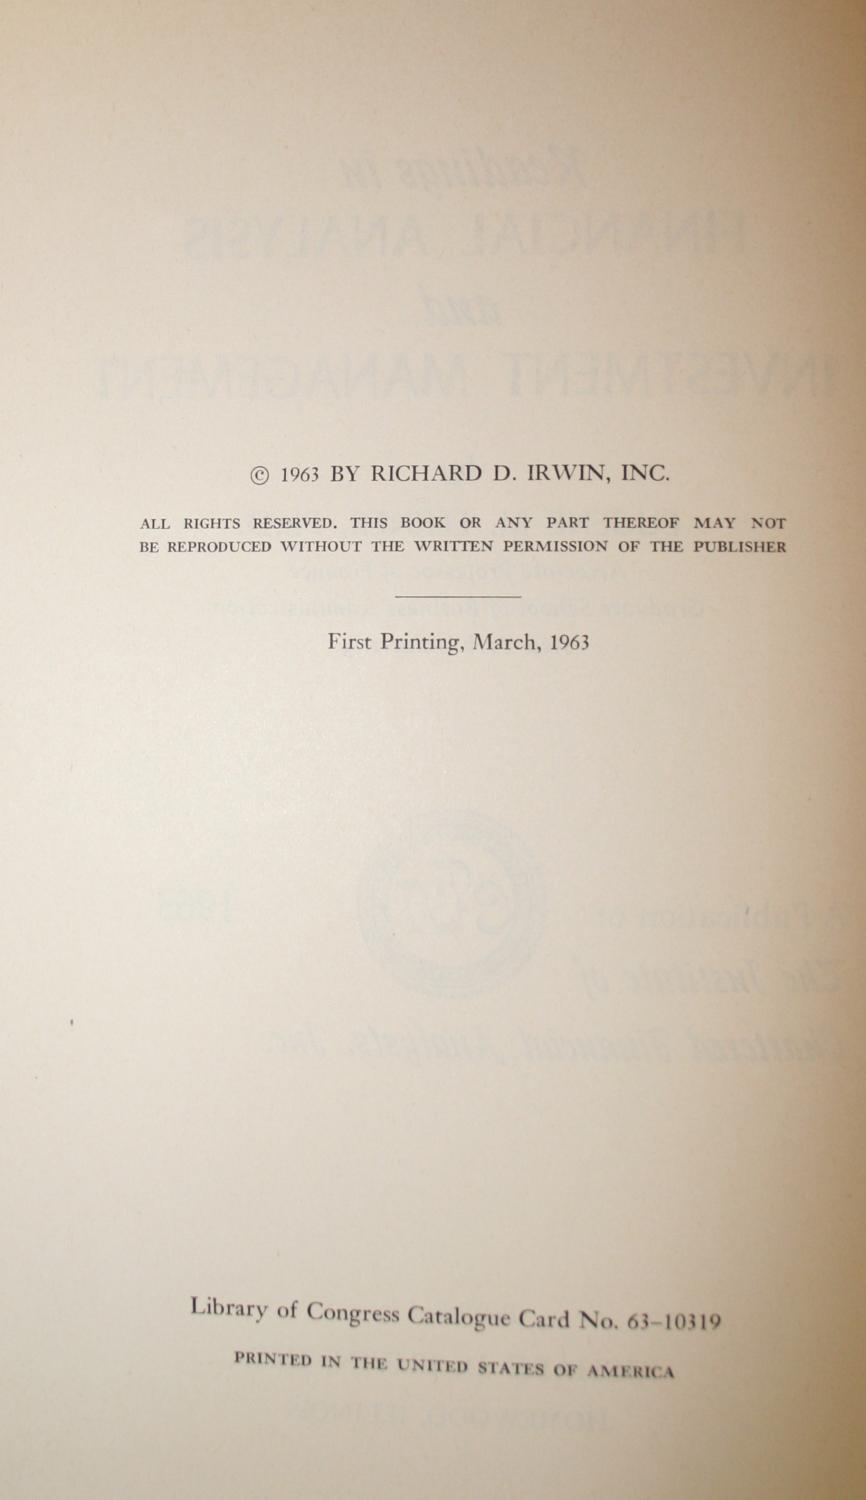 © 1963 BY RICHARD D. IRWIN, INC.
ALL RIGHTS RESERVED. THIS BOOK OR ANY PART THEREOF MAY NOT
BE REPRODUCED WITHOUT THE WRITTEN PERMISSION OF THE PUBLISHER
First Printing, March, 1963
Library of Congress Catalogue Card No. 63–10319
PRINTED IN THE UNITED STATES OF AMERICA